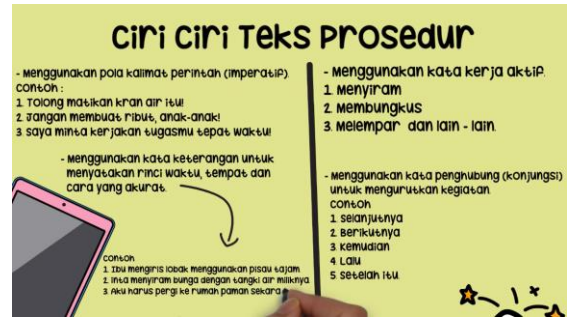 Ciri Ciri Teks Prosedur
- Menggunakan pola kalimat perintah (imperatif).
Contoh :
1. Tolong matikan kran air itu!
2. Jangan membuat ribut, anak-anak!
3. Saya minta kerjakan tugasmu tepat waktu!
- Menggunakan kata keterangan untuk
menyatakan rinci waktu, tempat dan
cara yang akurat.
Contoh
1. Ibu mengiris lobak menggunakan pisau tajam
2. Inta menyiram bunga dengan tangki air miliknya
3. Aku harus pergi ke rumah paman sekara
- Menggunakan kata kerja aktif.
1. Menyiram
2. Membungkus
3. Melempar dan lain - lain.
- Menggunakan kata penghubung (konjungsi)
untuk mengurutkan kegiatan.
Contoh
1. Selanjutnya
2. Berikutnya
3. Kemudian
4. Lalu
5. Setelah itu.